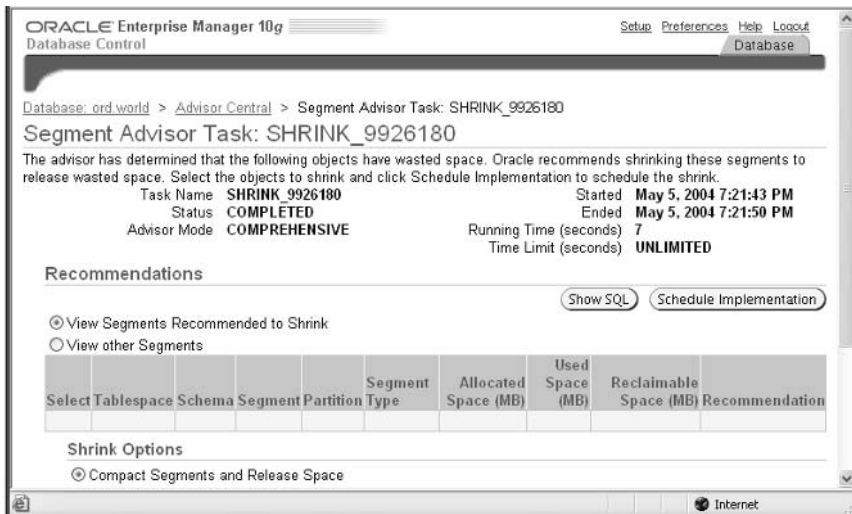 ORACLE Enterprise Manager 10g
Database Control
Setup Preferences Help Logout
Database
Database: ord.world > Advisor Central > Segment Advisor Task: SHRINK_9926180
Segment Advisor Task: SHRINK_9926180
The advisor has determined that the following objects have wasted space. Oracle recommends shrinking these segments to
release wasted space. Select the objects to shrink and click Schedule Implementation to schedule the shrink.
Task Name SHRINK_9926180
Status COMPLETED
Advisor Mode COMPREHENSIVE
Started May 5, 2004 7:21:43 PM
Ended May 5, 2004 7:21:50 PM
Running Time (seconds) 7
Time Limit (seconds) UNLIMITED
Recommendations
Show SQL Schedule Implementation
View Segments Recommended to Shrink
View other Segments
Select Tablespace Schema Segment Partition Segment Type Allocated Space (MB) Used Space (MB) Reclaimable Space (MB) Recommendation
Shrink Options
Compact Segments and Release Space
Internet